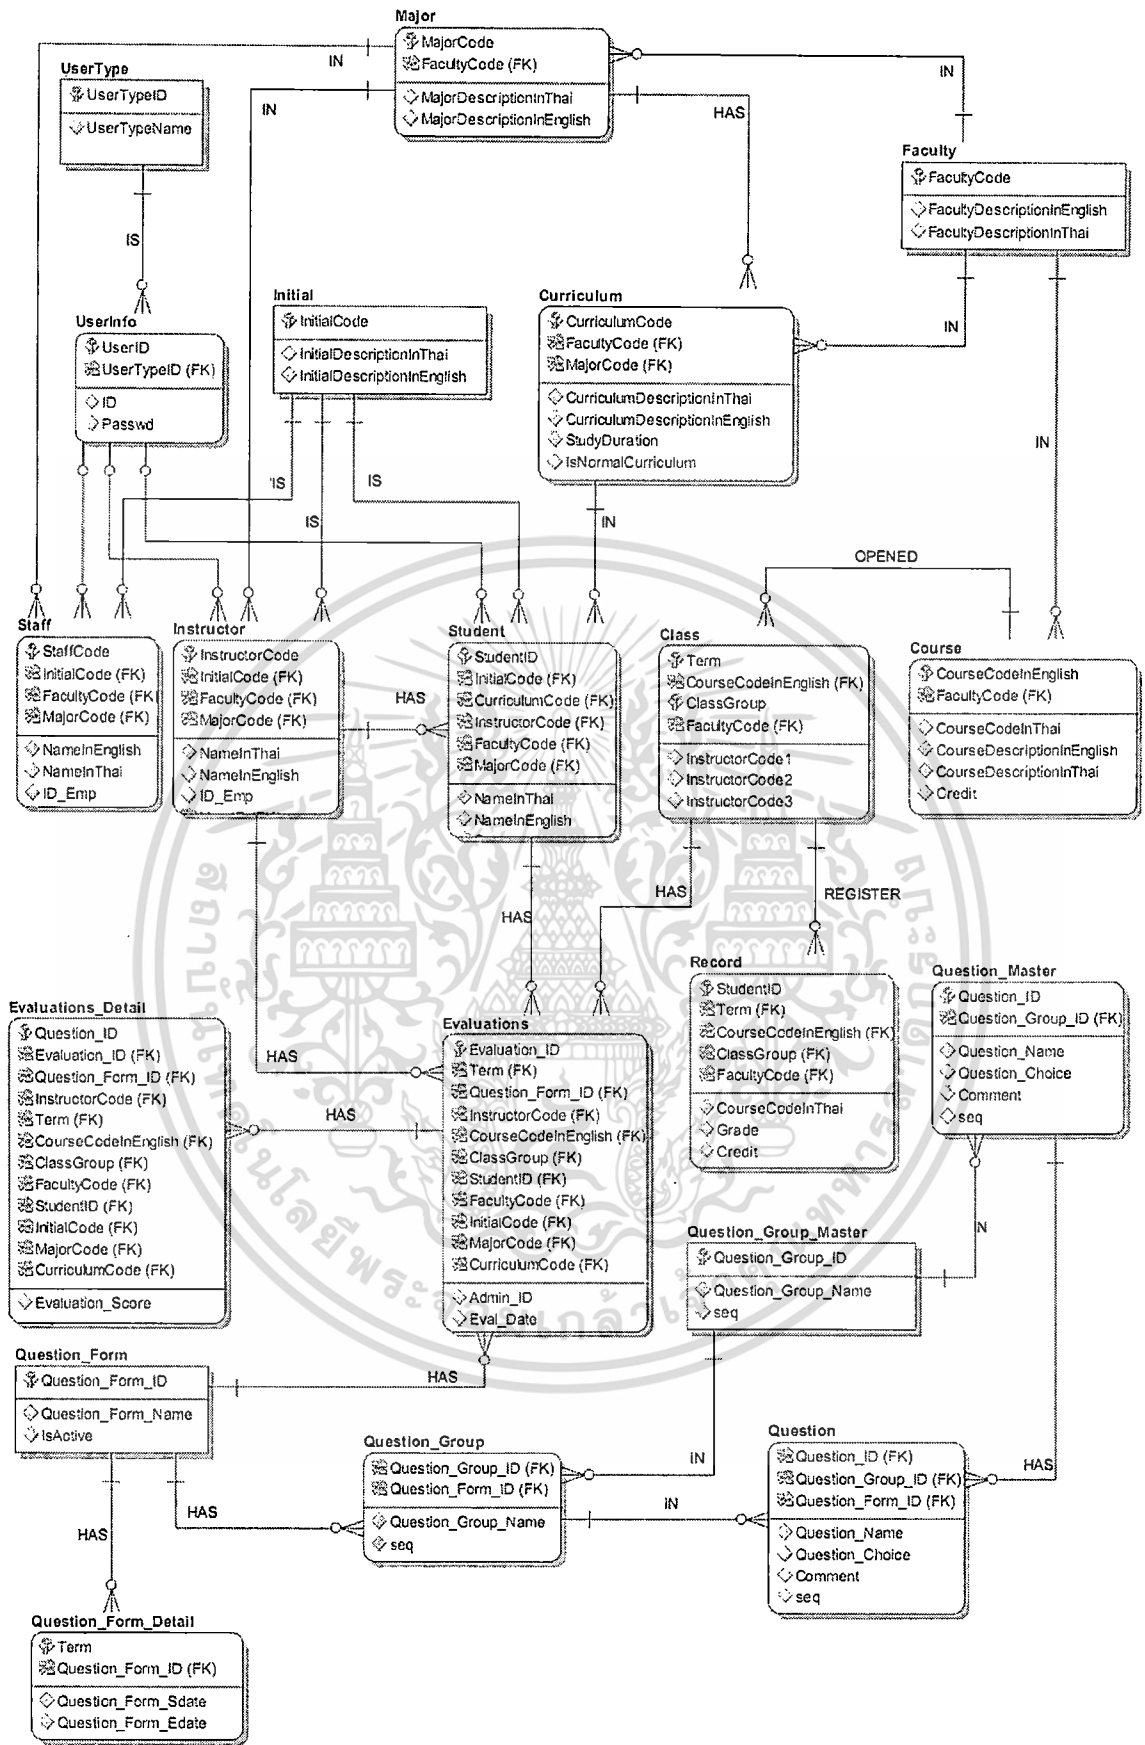 Major
MajorCode
FacultyCode (FK)
MajorDescriptionInThai
MajorDescriptionInEnglish
IN
IN
IN
HAS
UserType
UserTypeID
UserTypeName
IS
Faculty
FacultyCode
FacultyDescriptionInEnglish
FacultyDescriptionInThai
IN
IN
UserInfo
UserID
UserTypeID (FK)
ID
Passwd
Initial
InitialCode
InitialDescriptionInThai
InitialDescriptionInEnglish
'IS
IS
IS
Curriculum
CurriculumCode
FacultyCode (FK)
MajorCode (FK)
CurriculumDescriptionInThai
CurriculumDescriptionInEnglish
StudyDuration
IsNormalCurriculum
IN
OPENED
Staff
StaffCode
InitialCode (FK)
FacultyCode (FK)
MajorCode (FK)
NameInEnglish
NameInThai
ID_Emp
Instructor
InstructorCode
InitialCode (FK)
FacultyCode (FK)
MajorCode (FK)
NameInThai
NameInEnglish
ID_Emp
HAS
Student
StudentID
InitialCode (FK)
CurriculumCode (FK)
InstructorCode (FK)
FacultyCode (FK)
MajorCode (FK)
NameInThai
NameInEnglish
Class
Term
CourseCodeInEnglish (FK)
ClassGroup
FacultyCode (FK)
InstructorCode1
InstructorCode2
InstructorCode3
Course
CourseCodeInEnglish
FacultyCode (FK)
CourseCodeInThai
CourseDescriptionInEnglish
CourseDescriptionInThai
Credit
HAS
HAS
REGISTER
HAS
HAS
Evaluations_Detail
Question_ID
Evaluation_ID (FK)
Question_Form_ID (FK)
InstructorCode (FK)
Term (FK)
CourseCodeInEnglish (FK)
ClassGroup (FK)
FacultyCode (FK)
StudentID (FK)
InitialCode (FK)
MajorCode (FK)
CurriculumCode (FK)
Evaluation_Score
Evaluations
Evaluation_ID
Term (FK)
Question_Form_ID (FK)
InstructorCode (FK)
CourseCodeInEnglish (FK)
ClassGroup (FK)
StudentID (FK)
FacultyCode (FK)
InitialCode (FK)
MajorCode (FK)
CurriculumCode (FK)
Admin_ID
Eval_Date
Record
StudentID
Term (FK)
CourseCodeInEnglish (FK)
ClassGroup (FK)
FacultyCode (FK)
CourseCodeInThai
Grade
Credit
Question_Master
Question_ID
Question_Group_ID (FK)
Question_Name
Question_Choice
Comment
seq
IN
Question_Group_Master
Question_Group_ID
Question_Group_Name
seq
Question_Form
Question_Form_ID
Question_Form_Name
IsActive
HAS
HAS
HAS
Question_Group
Question_Group_ID (FK)
Question_Form_ID (FK)
Question_Group_Name
seq
IN
IN
HAS
Question
Question_ID (FK)
Question_Group_ID (FK)
Question_Form_ID (FK)
Question_Name
Question_Choice
Comment
seq
Question_Form_Detail
Term
Question_Form_ID (FK)
Question_Form_Sdate
Question_Form_Edate